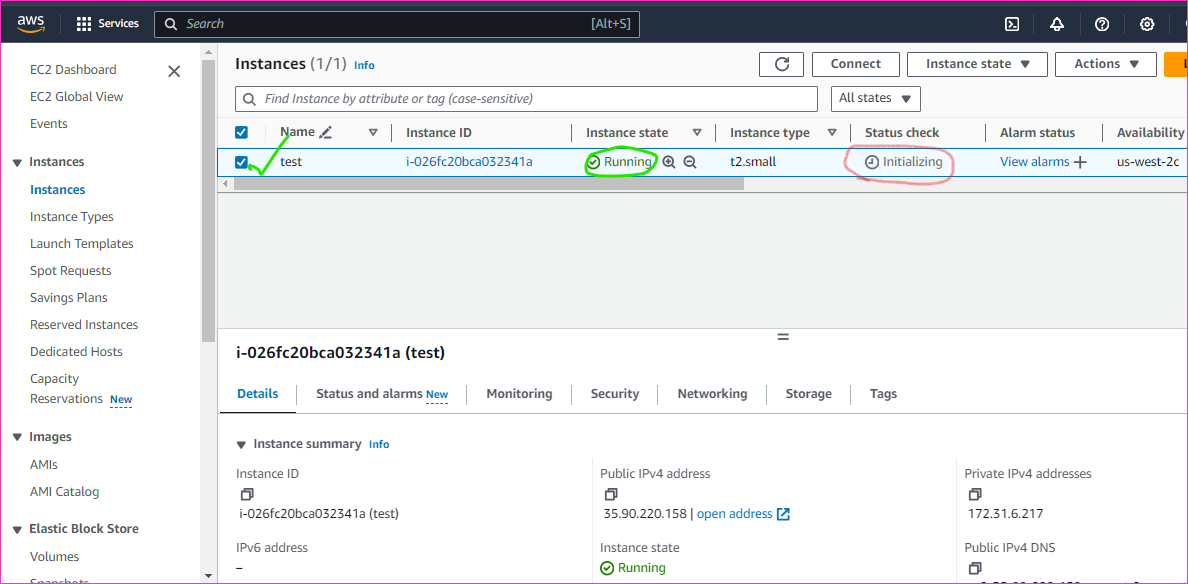 aws Services Search [Alt+S]
EC2 Dashboard
EC2 Global View
Events
Instances
Instances
Instance Types
Launch Templates
Spot Requests
Savings Plans
Reserved Instances
Dedicated Hosts
Capacity
Reservations New
Images
AMIs
AMI Catalog
Elastic Block Store
Volumes
Snapshots
Instances (1/1) Info
Connect Instance state Actions
Find Instance by attribute or tag (case-sensitive) All states
Name Instance ID Instance state Instance type Status check Alarm status Availability
test i-026fc20bca032341a Running t2.small Initializing View alarms us-west-2c
i-026fc20bca032341a (test)
Details Status and alarms New Monitoring Security Networking Storage Tags
Instance summary Info
Instance ID
i-026fc20bca032341a (test)
Public IPv4 address
35.90.220.158 | open address
Private IPv4 addresses
172.31.6.217
IPv6 address
–
Instance state
Running
Public IPv4 DNS